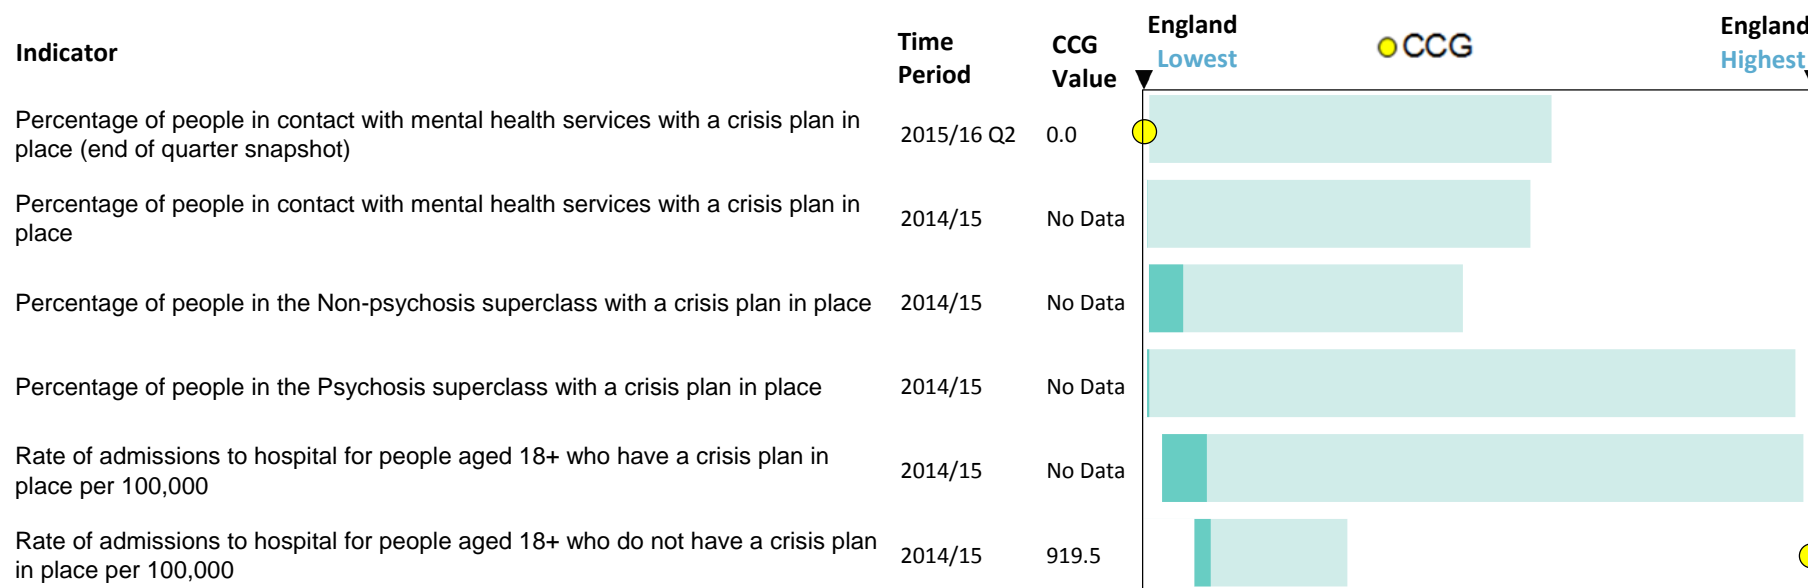 Indicator
Time
Period
CCG
Value
England
Lowest
CCG
England
Highest
Percentage of people in contact with mental health services with a crisis plan in
place (end of quarter snapshot)
2015/16 Q2
0.0
Percentage of people in contact with mental health services with a crisis plan in
place
2014/15
No Data
Percentage of people in the Non-psychosis superclass with a crisis plan in place
2014/15
No Data
Percentage of people in the Psychosis superclass with a crisis plan in place
2014/15
No Data
Rate of admissions to hospital for people aged 18+ who have a crisis plan in
place per 100,000
2014/15
No Data
Rate of admissions to hospital for people aged 18+ who do not have a crisis plan
in place per 100,000
2014/15
919.5